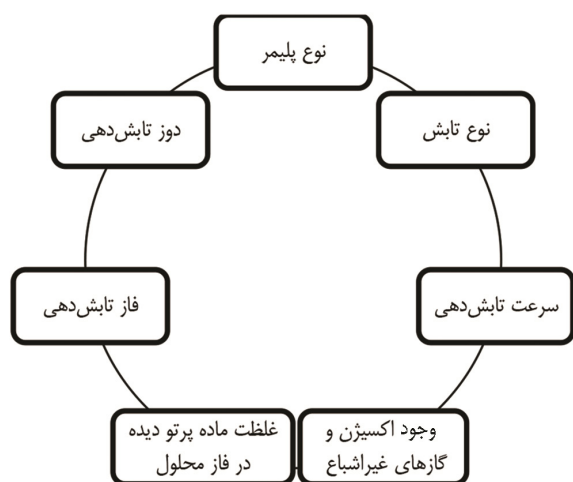 نوع پلیمر
دوز تابش‌دهی
نوع تابش
فاز تابش‌دهی
سرعت تابش‌دهی
غلظت ماده پرتو دیده
در فاز محلول
وجود اکسیژن و
گازهای غیراشباع